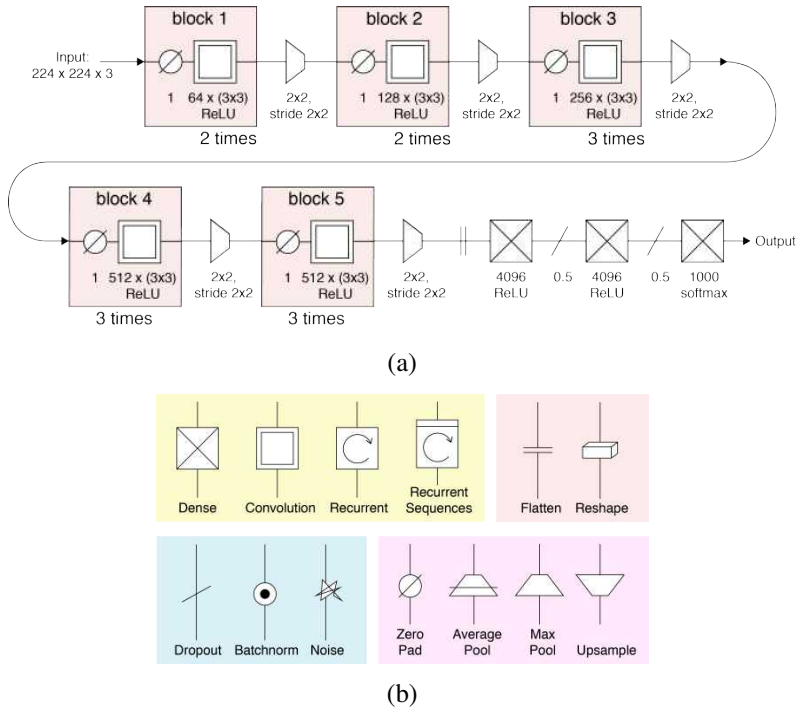 block 1
block 2
block 3
Input:
224 x 224 x 3
1 64 x (3x3)
ReLU
2x2,
stride 2x2
1 128 x (3x3)
ReLU
2x2,
stride 2x2
1 256 x (3x3)
ReLU
2x2,
stride 2x2
2 times
2 times
3 times
block 4
block 5
Output
1 512 x (3x3)
ReLU
2x2,
stride 2x2
1 512 x (3x3)
ReLU
2x2,
stride 2x2
4096
ReLU
0.5
4096
ReLU
0.5
1000
softmax
3 times
3 times
(a)
Dense
Convolution
Recurrent
Recurrent
Sequences
Flatten
Reshape
Dropout
Batchnorm
Noise
Zero
Pad
Average
Pool
Max
Pool
Upsample
(b)